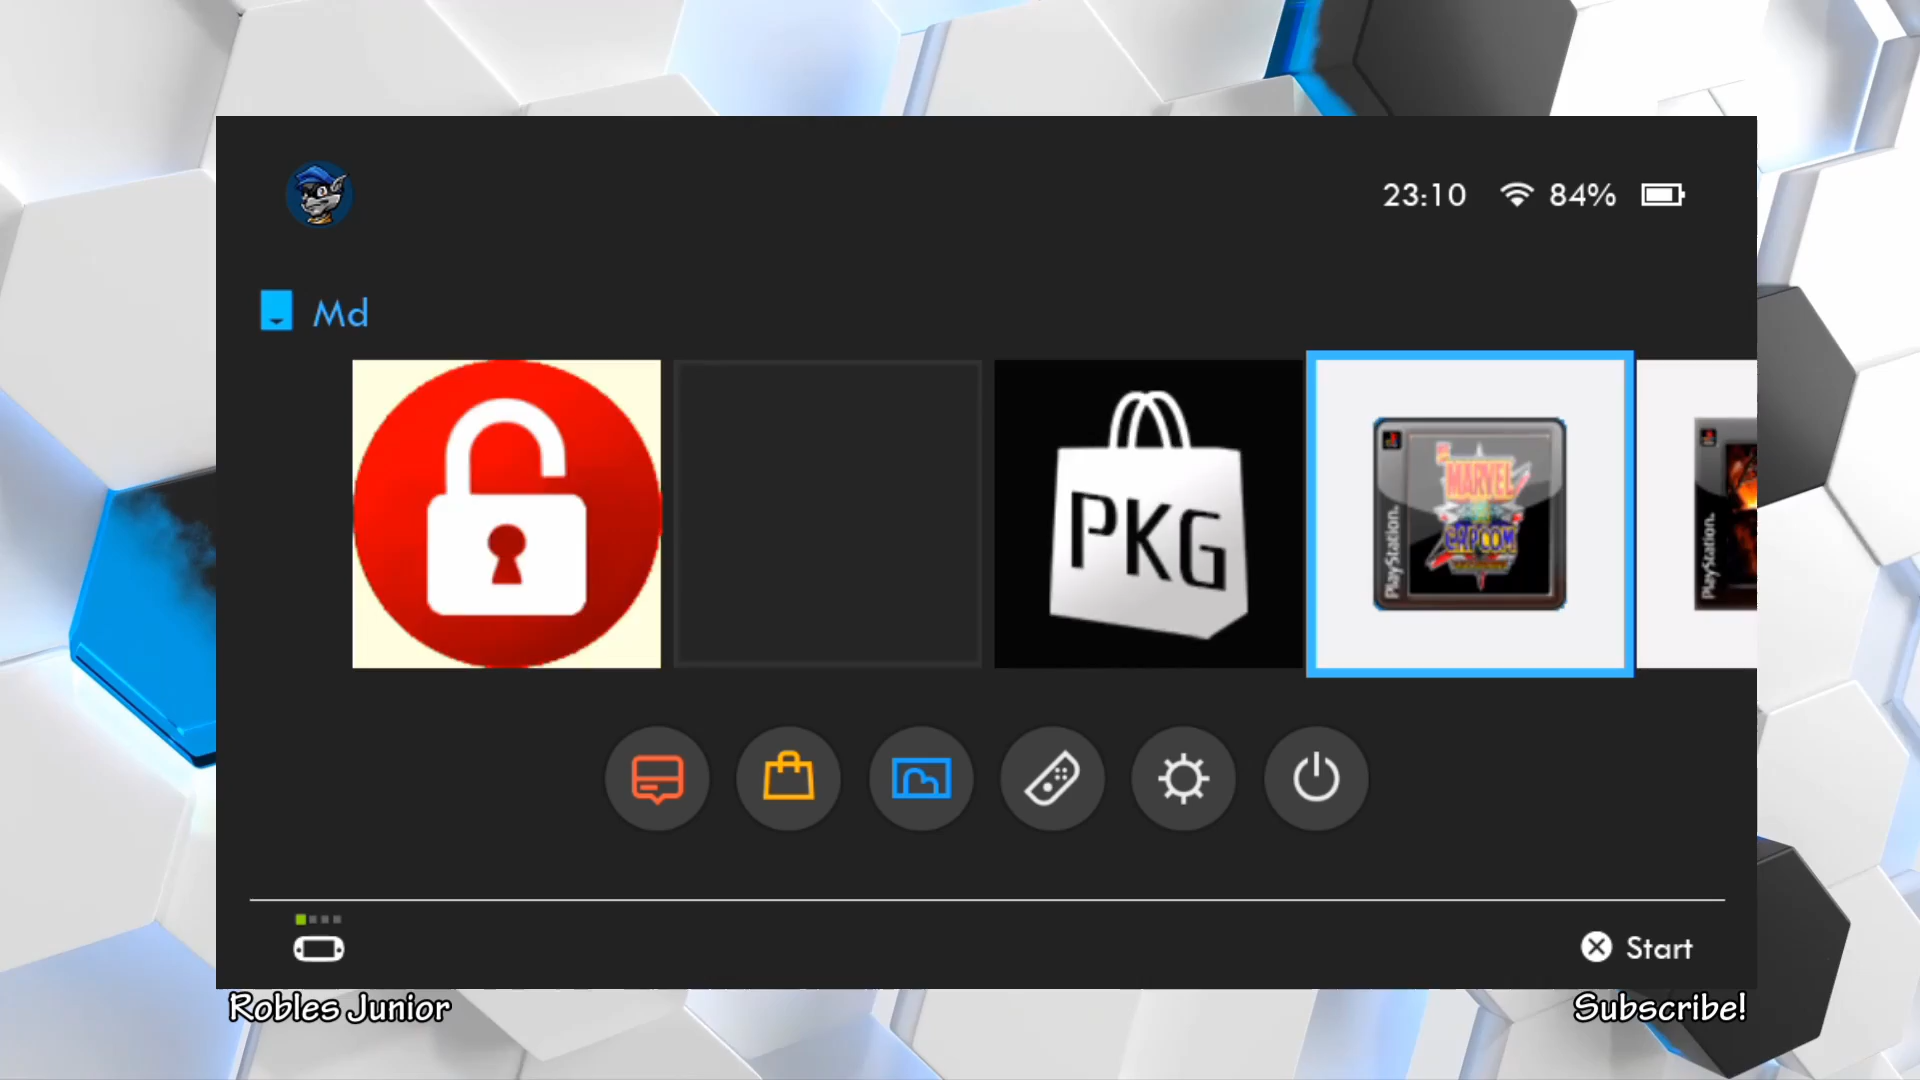 23:10 84%
Md
PKG
PlayStation.
MARVEL
CAPCOM
PlayStation.
Start
Robles Junior
Subscribe!